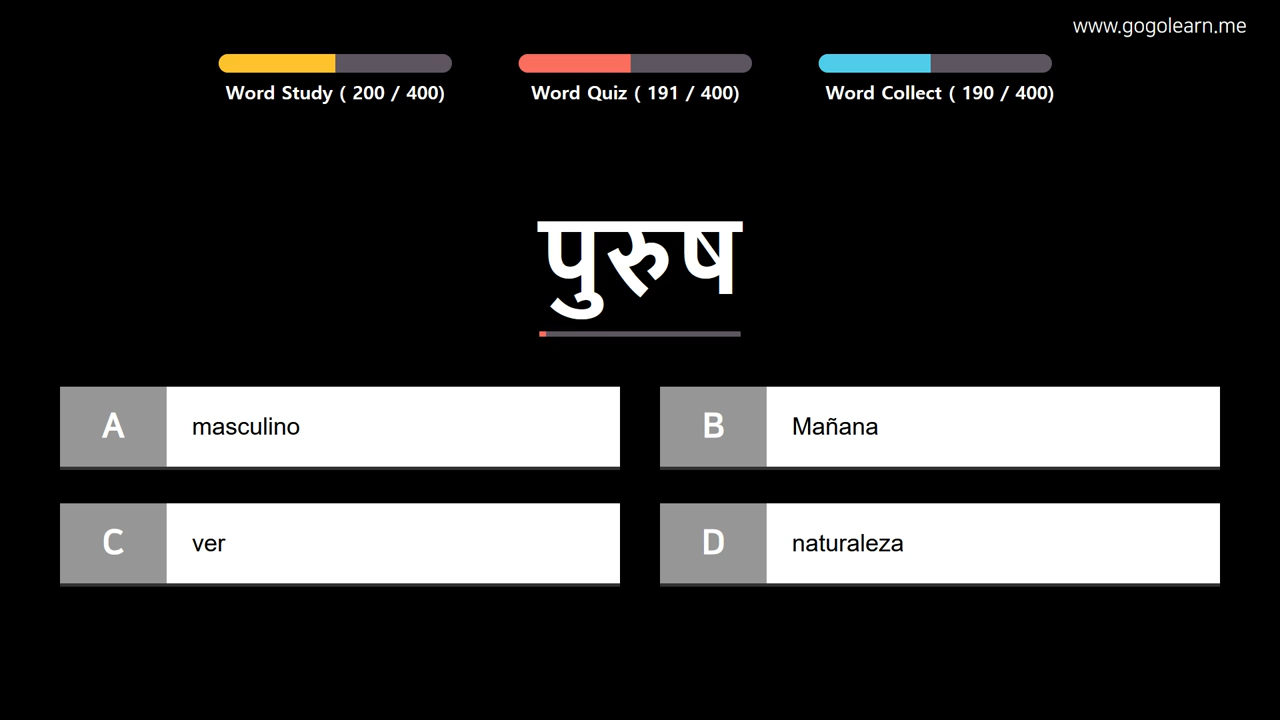 www.gogolearn.me
Word Study ( 200 / 400)
Word Quiz ( 191 / 400)
Word Collect ( 190 / 400)
पुरुष
A masculino
B Mañana
C ver
D naturaleza